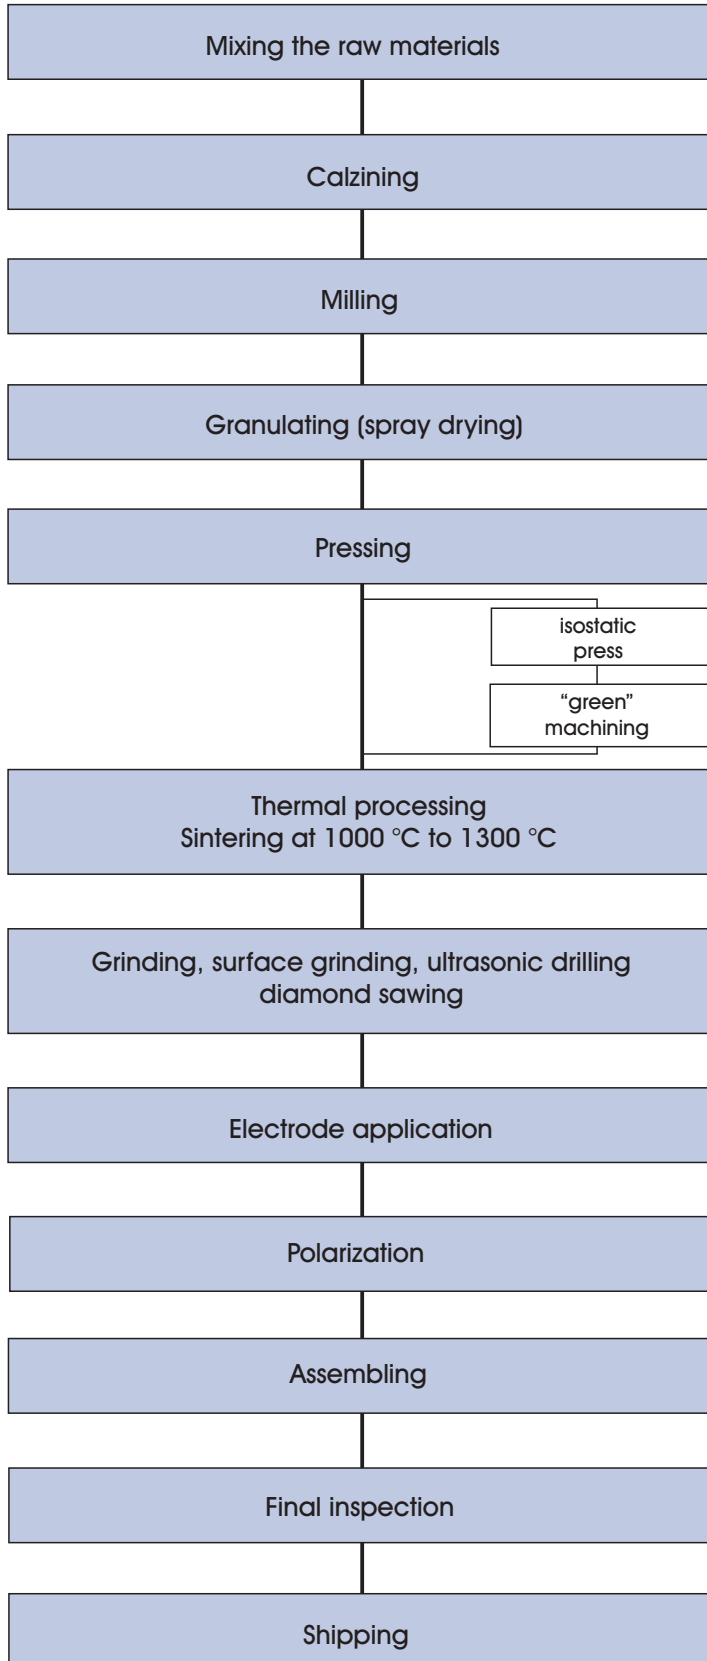 Mixing the raw materials
Calzining
Milling
Granulating (spray drying)
Pressing
isostatic
press
“green”
machining
Thermal processing
Sintering at 1000 °C to 1300 °C
Grinding, surface grinding, ultrasonic drilling
diamond sawing
Electrode application
Polarization
Assembling
Final inspection
Shipping